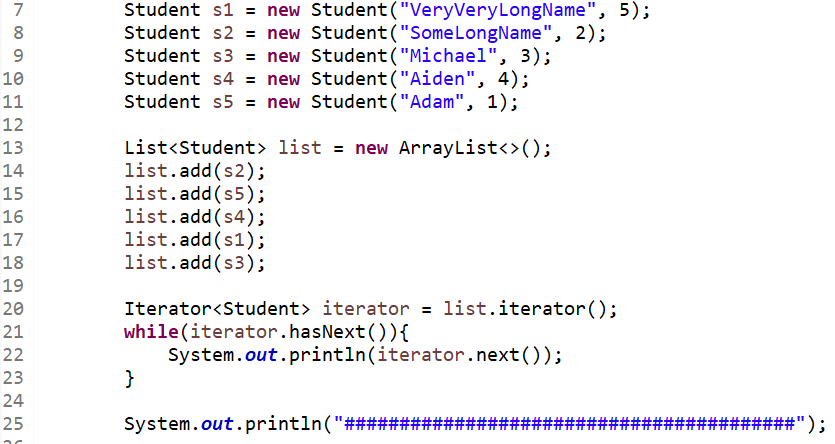 7 Student s1 = new Student("VeryVeryLongName", 5);
8 Student s2 = new Student("SomeLongName", 2);
9 Student s3 = new Student("Michael", 3);
10 Student s4 = new Student("Aiden", 4);
11 Student s5 = new Student("Adam", 1);
12
13 List<Student> list = new ArrayList<>();
14 list.add(s2);
15 list.add(s5);
16 list.add(s4);
17 list.add(s1);
18 list.add(s3);
19
20 Iterator<Student> iterator = list.iterator();
21 while(iterator.hasNext()){
22 System.out.println(iterator.next());
23 }
24
25 System.out.println("#########################################");